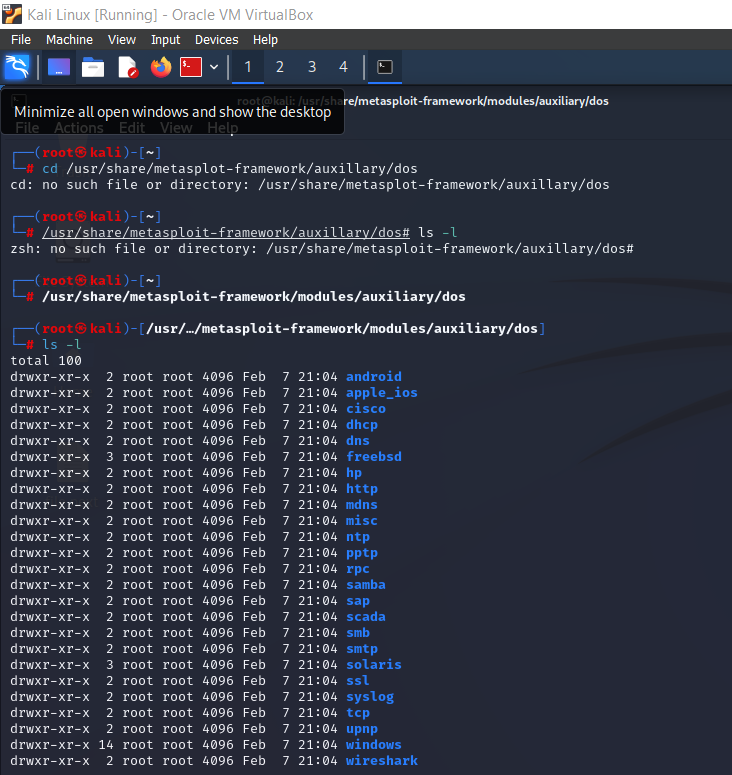 Kali Linux [Running] - Oracle VM VirtualBox
File Machine View Input Devices Help
1 2 3 4
root@kali: /usr/share/metasploit-framework/modules/auxiliary/dos
Minimize all open windows and show the desktop
File Actions Edit View Help
┌──(root㉿kali)-[~]
└─# cd /usr/share/metasplot-framework/auxillary/dos
cd: no such file or directory: /usr/share/metasplot-framework/auxillary/dos
┌──(root㉿kali)-[~]
└─# /usr/share/metasploit-framework/auxillary/dos# ls -l
zsh: no such file or directory: /usr/share/metasploit-framework/auxillary/dos#
┌──(root㉿kali)-[~]
└─# /usr/share/metasploit-framework/modules/auxiliary/dos
┌──(root㉿kali)-[/usr/…/metasploit-framework/modules/auxiliary/dos]
└─# ls -l
total 100
drwxr-xr-x  2 root root 4096 Feb  7 21:04 android
drwxr-xr-x  2 root root 4096 Feb  7 21:04 apple_ios
drwxr-xr-x  2 root root 4096 Feb  7 21:04 cisco
drwxr-xr-x  2 root root 4096 Feb  7 21:04 dhcp
drwxr-xr-x  2 root root 4096 Feb  7 21:04 dns
drwxr-xr-x  3 root root 4096 Feb  7 21:04 freebsd
drwxr-xr-x  2 root root 4096 Feb  7 21:04 hp
drwxr-xr-x  2 root root 4096 Feb  7 21:04 http
drwxr-xr-x  2 root root 4096 Feb  7 21:04 mdns
drwxr-xr-x  2 root root 4096 Feb  7 21:04 misc
drwxr-xr-x  2 root root 4096 Feb  7 21:04 ntp
drwxr-xr-x  2 root root 4096 Feb  7 21:04 pptp
drwxr-xr-x  2 root root 4096 Feb  7 21:04 rpc
drwxr-xr-x  2 root root 4096 Feb  7 21:04 samba
drwxr-xr-x  2 root root 4096 Feb  7 21:04 sap
drwxr-xr-x  2 root root 4096 Feb  7 21:04 scada
drwxr-xr-x  2 root root 4096 Feb  7 21:04 smb
drwxr-xr-x  2 root root 4096 Feb  7 21:04 smtp
drwxr-xr-x  3 root root 4096 Feb  7 21:04 solaris
drwxr-xr-x  2 root root 4096 Feb  7 21:04 ssl
drwxr-xr-x  2 root root 4096 Feb  7 21:04 syslog
drwxr-xr-x  2 root root 4096 Feb  7 21:04 tcp
drwxr-xr-x  2 root root 4096 Feb  7 21:04 upnp
drwxr-xr-x 14 root root 4096 Feb  7 21:04 windows
drwxr-xr-x  2 root root 4096 Feb  7 21:04 wireshark